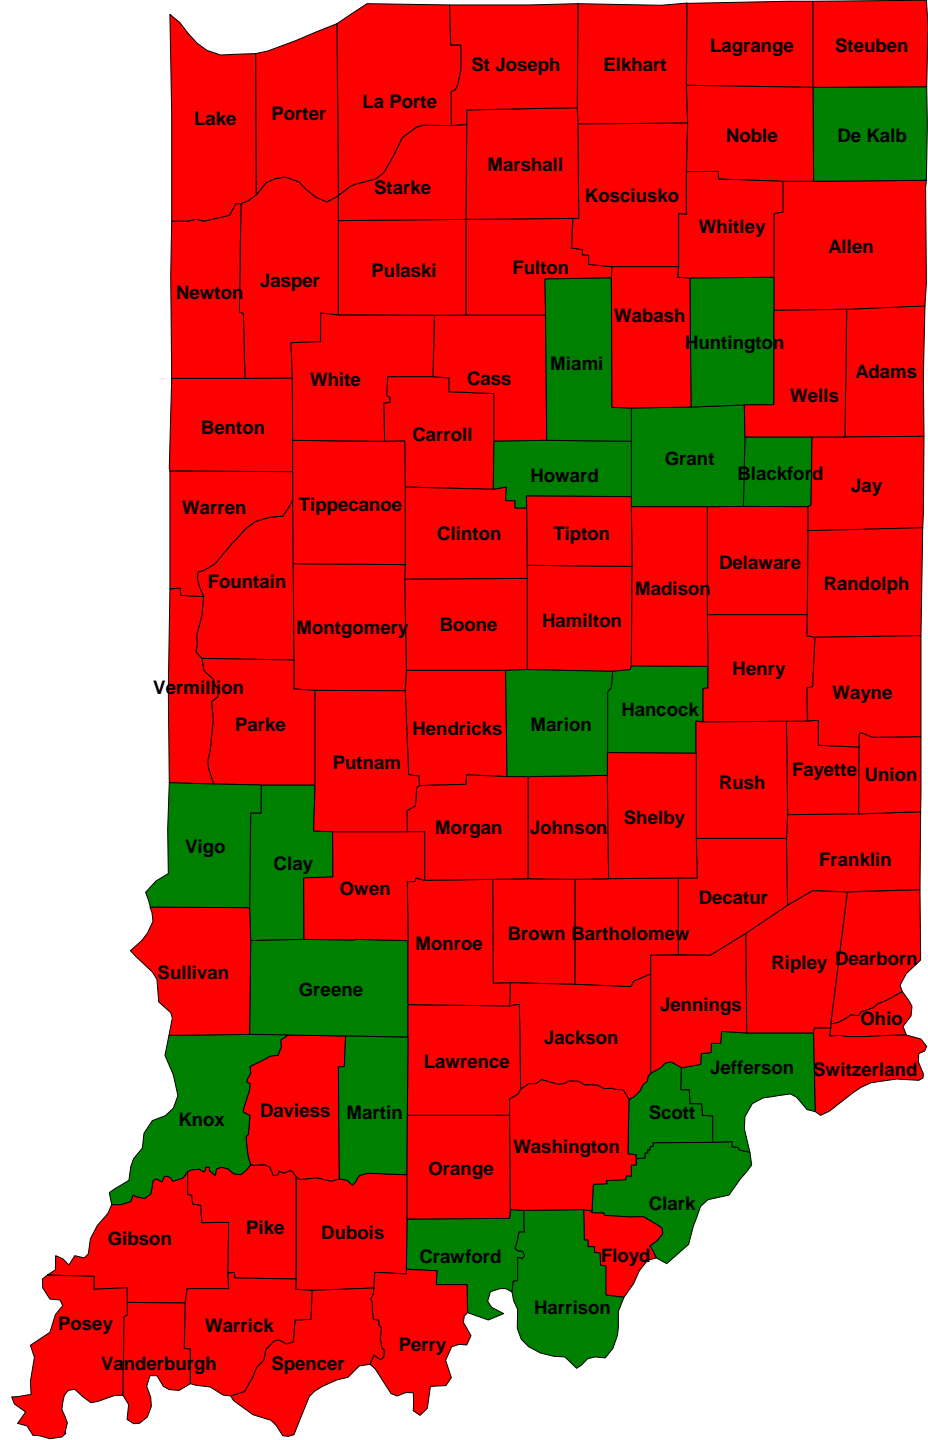 Lagrange
Steuben
St Joseph
Elkhart
La Porte
Porter
Lake
Noble
De Kalb
Marshall
Starke
Kosciusko
Whitley
Allen
Fulton
Pulaski
Jasper
Newton
Wabash
Huntington
Miami
Adams
White
Cass
Wells
Benton
Carroll
Grant
Blackford
Howard
Jay
Warren
Tippecanoe
Clinton
Tipton
Delaware
Fountain
Randolph
Madison
Hamilton
Boone
Montgomery
Henry
Vermillion
Wayne
Hancock
Parke
Marion
Hendricks
Putnam
Fayette
Union
Rush
Shelby
Morgan
Johnson
Vigo
Clay
Franklin
Owen
Decatur
Brown
Bartholomew
Monroe
Dearborn
Ripley
Sullivan
Greene
Jennings
Ohio
Jackson
Lawrence
Jefferson
Switzerland
Daviess
Martin
Scott
Knox
Washington
Orange
Clark
Pike
Dubois
Gibson
Crawford
Floyd
Harrison
Posey
Warrick
Perry
Vanderburgh
Spencer